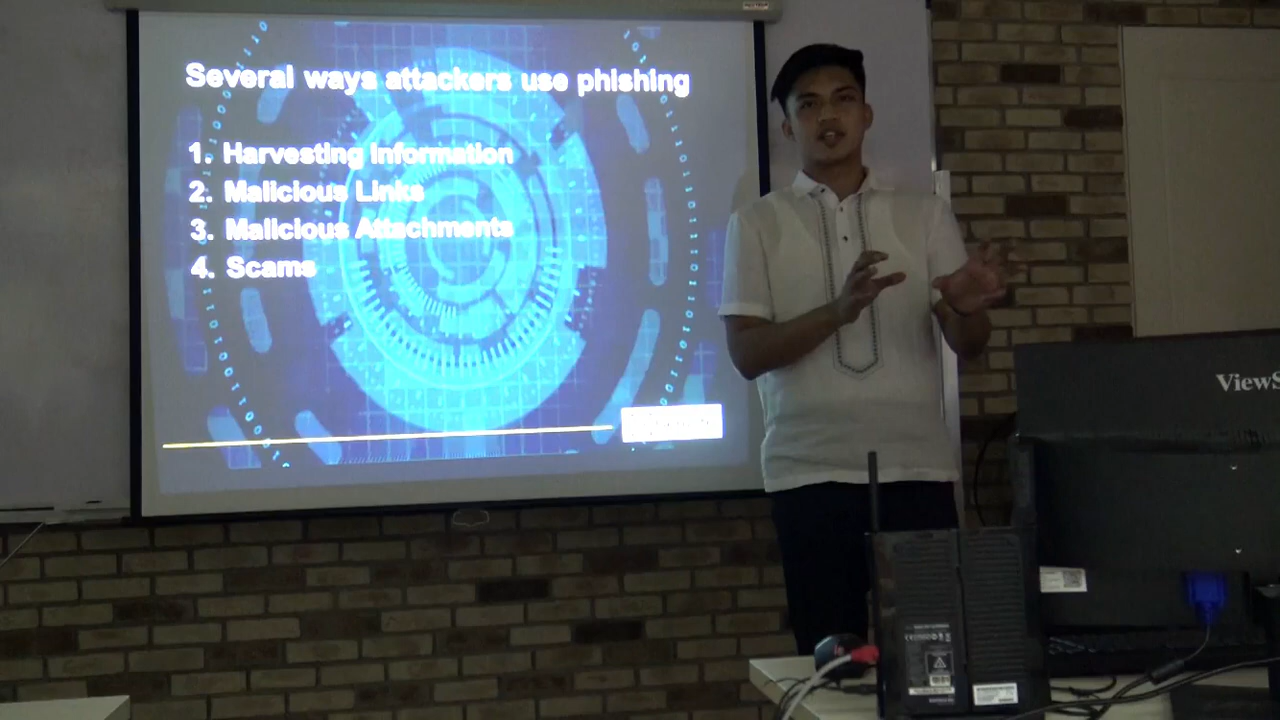 Several ways attackers use phishing
1. Harvesting Information
2. Malicious Links
3. Malicious Attachments
4. Scams
ViewS